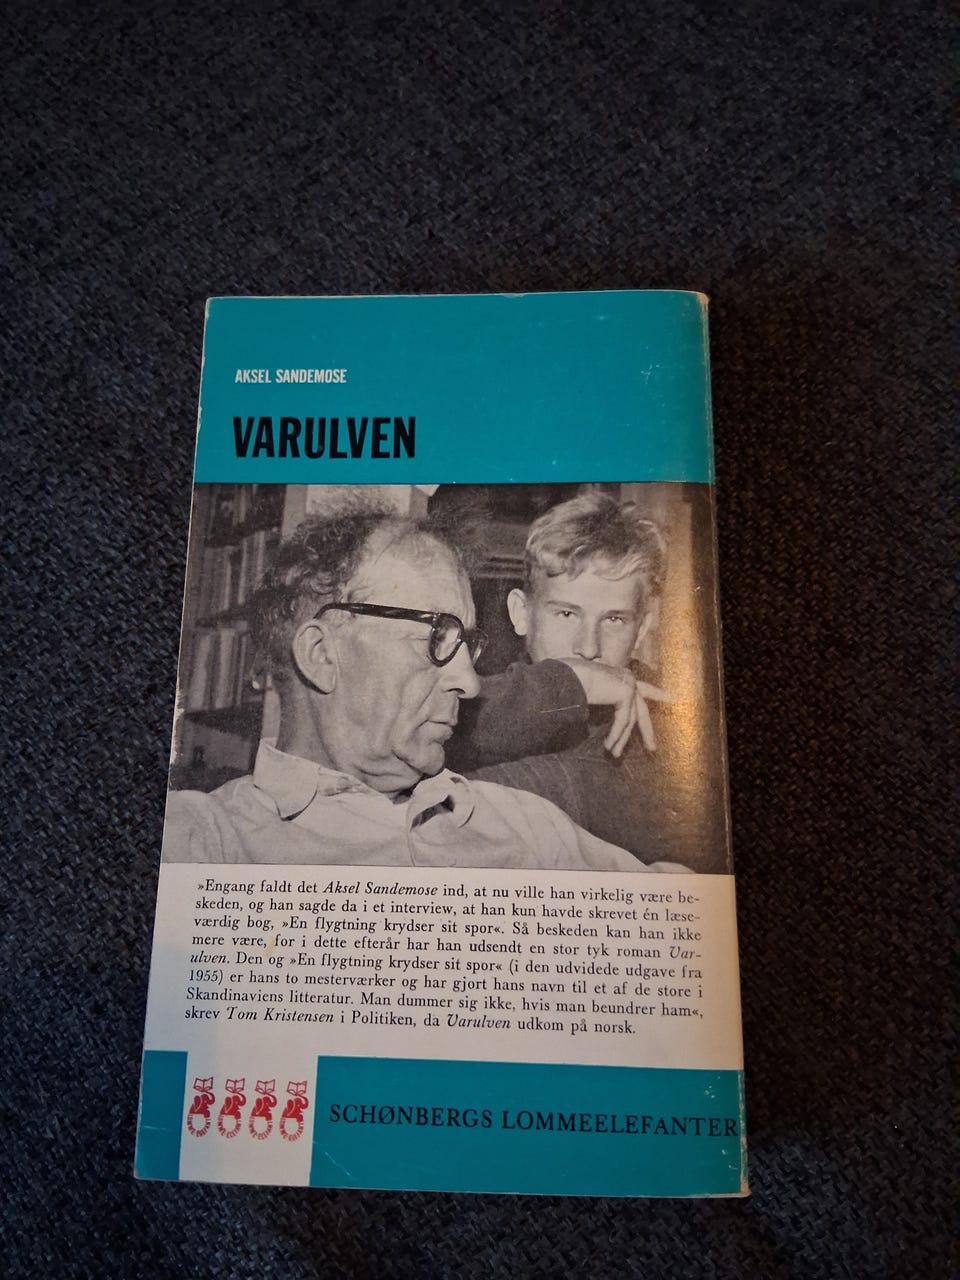 AKSEL SANDEMOSE
VARULVEN
»Engang faldt det Aksel Sandemose ind, at nu ville han virkelig være be-
skeden, og han sagde da i et interview, at han kun havde skrevet én læse-
værdig bog, »En flygtning krydser sit spor«. Så beskeden kan han ikke
mere være, for i dette efterår har han udsendt en stor tyk roman Var-
ulven. Den og »En flygtning krydser sit spor« (i den udvidede udgave fra
1955) er hans to mesterværker og har gjort hans navn til et af de store i
Skandinaviens litteratur. Man dummer sig ikke, hvis man beundrer ham«,
skrev Tom Kristensen i Politiken, da Varulven udkom på norsk.
SCHØNBERGS LOMMEELEFANTER